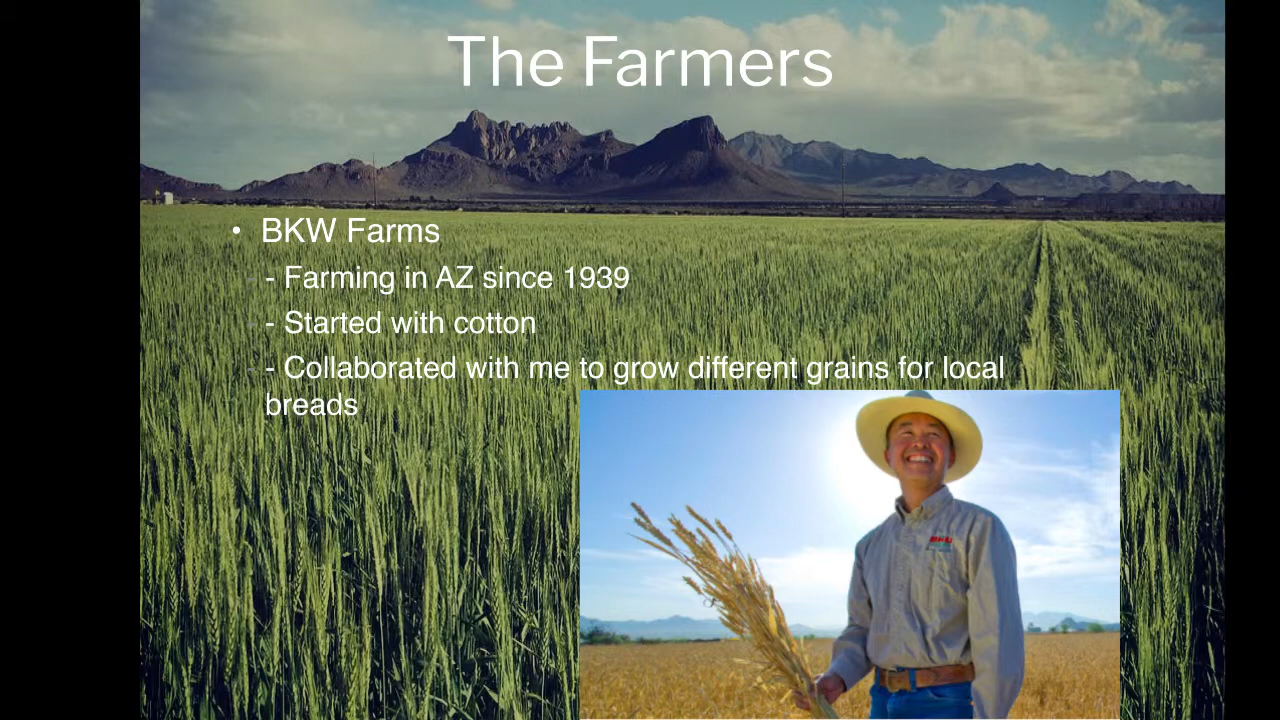 The Farmers
• BKW Farms
- Farming in AZ since 1939
- Started with cotton
- Collaborated with me to grow different grains for local
breads
BKW